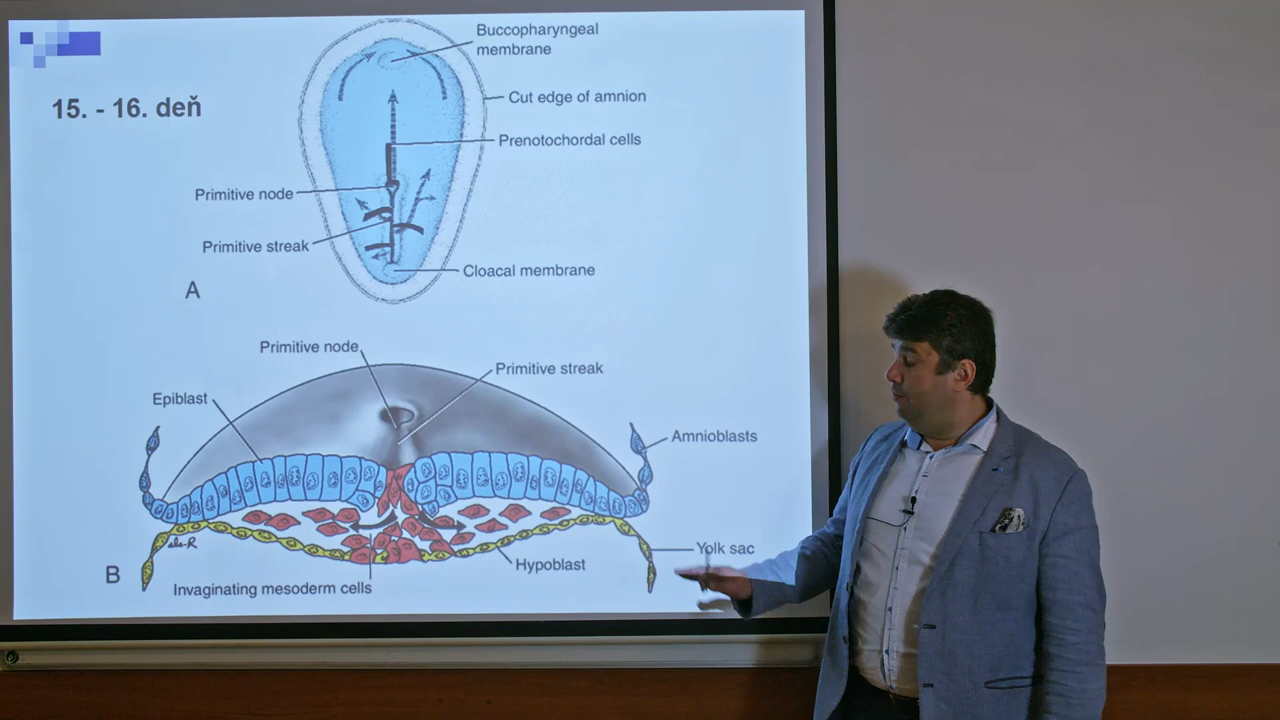 Buccopharyngeal
membrane
15. - 16. deň
Cut edge of amnion
Prenotochordal cells
Primitive node
Primitive streak
Cloacal membrane
A
Primitive node
Primitive streak
Epiblast
Amnioblasts
Yolk sac
Hypoblast
B
Invaginating mesoderm cells